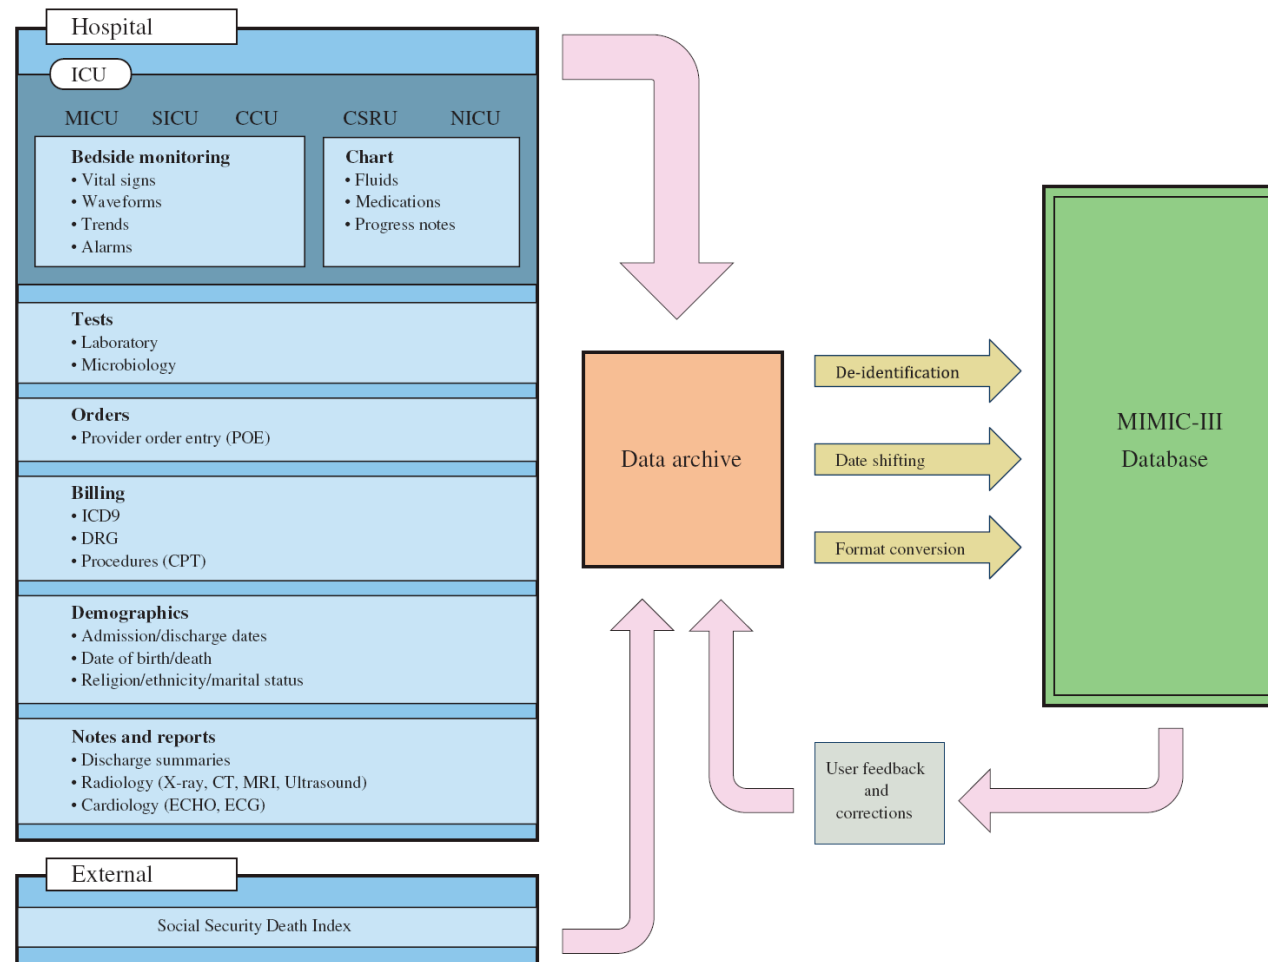 Hospital
ICU
MICU SICU CCU CSRU NICU
Bedside monitoring
• Vital signs
• Waveforms
• Trends
• Alarms
Chart
• Fluids
• Medications
• Progress notes
Tests
• Laboratory
• Microbiology
Orders
• Provider order entry (POE)
Billing
• ICD9
• DRG
• Procedures (CPT)
Demographics
• Admission/discharge dates
• Date of birth/death
• Religion/ethnicity/marital status
Notes and reports
• Discharge summaries
• Radiology (X-ray, CT, MRI, Ultrasound)
• Cardiology (ECHO, ECG)
External
Social Security Death Index
Data archive
De-identification
Date shifting
Format conversion
MIMIC-III
Database
User feedback
and
corrections